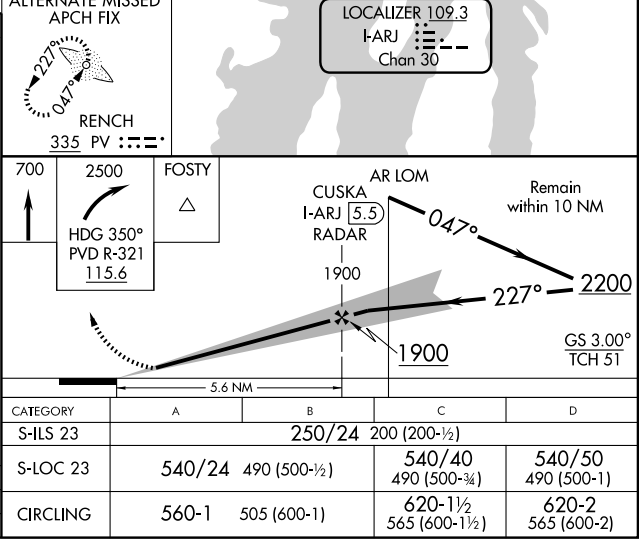 ALTERNATE MISSED
APCH FIX
227°
047°
RENCH
335 PV
LOCALIZER 109.3
I-ARJ
Chan 30
700
2500
HDG 350°
PVD R-321
115.6
FOSTY
CUSKA
I-ARJ 5.5
RADAR
1900
AR LOM
Remain
within 10 NM
047°
2200
227°
1900
GS 3.00°
TCH 51
5.6 NM
CATEGORY A B C D
S-ILS 23 250/24 200 (200-½)
S-LOC 23 540/24 490 (500-½) 540/40 490 (500-¾) 540/50 490 (500-1)
CIRCLING 560-1 505 (600-1) 620-1½ 565 (600-1½) 620-2 565 (600-2)